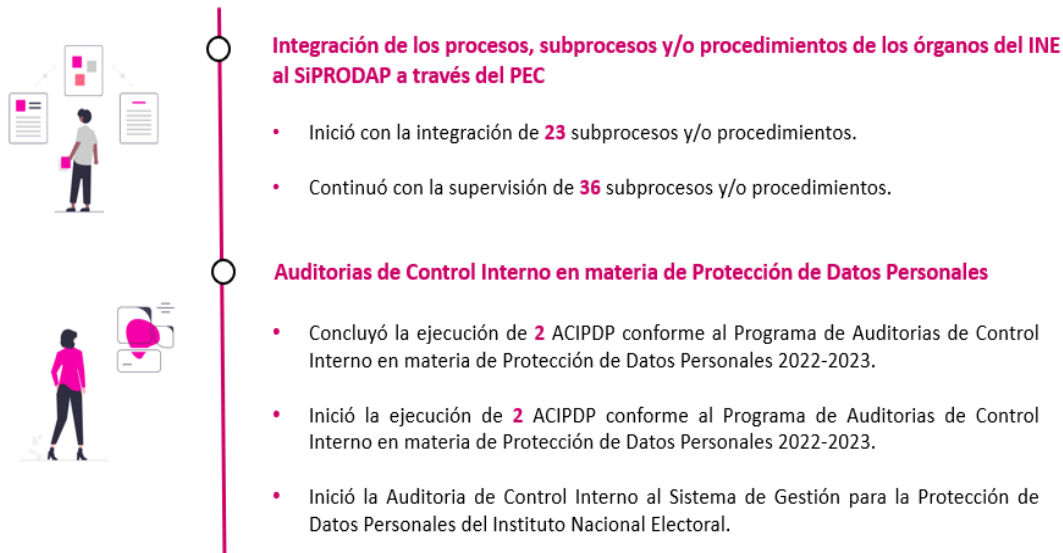 Integración de los procesos, subprocesos y/o procedimientos de los órganos del INE
al SiPRODAP a través del PEC
• Inició con la integración de 23 subprocesos y/o procedimientos.
• Continuó con la supervisión de 36 subprocesos y/o procedimientos.
Auditorias de Control Interno en materia de Protección de Datos Personales
• Concluyó la ejecución de 2 ACIPDP conforme al Programa de Auditorias de Control
Interno en materia de Protección de Datos Personales 2022-2023.
• Inició la ejecución de 2 ACIPDP conforme al Programa de Auditorias de Control
Interno en materia de Protección de Datos Personales 2022-2023.
• Inició la Auditoria de Control Interno al Sistema de Gestión para la Protección de
Datos Personales del Instituto Nacional Electoral.